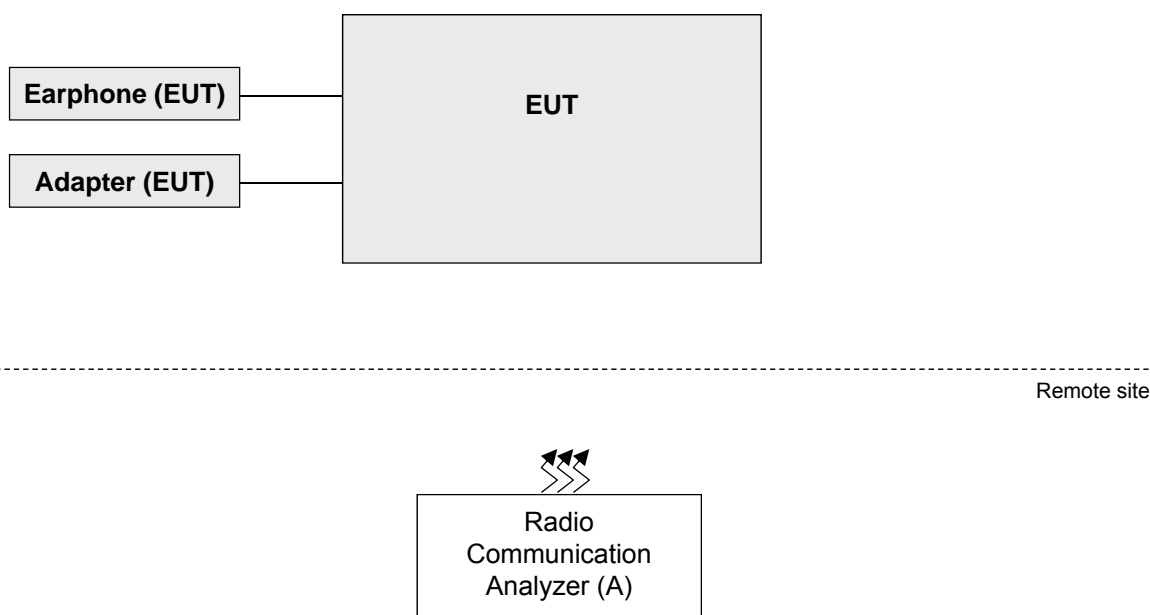 Earphone (EUT)
EUT
Adapter (EUT)
Remote site
Radio
Communication
Analyzer (A)